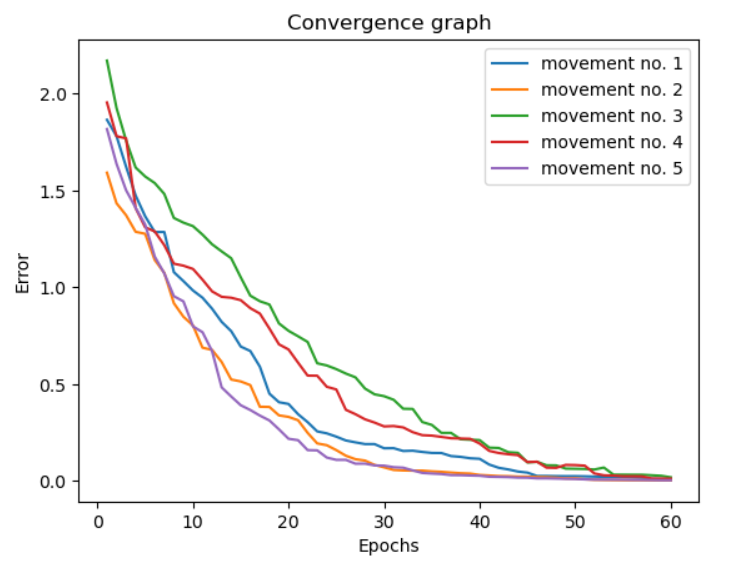 Convergence graph
movement no. 1
movement no. 2
movement no. 3
movement no. 4
movement no. 5
2.0
1.5
1.0
0.5
0.0
Error
0 10 20 30 40 50 60
Epochs